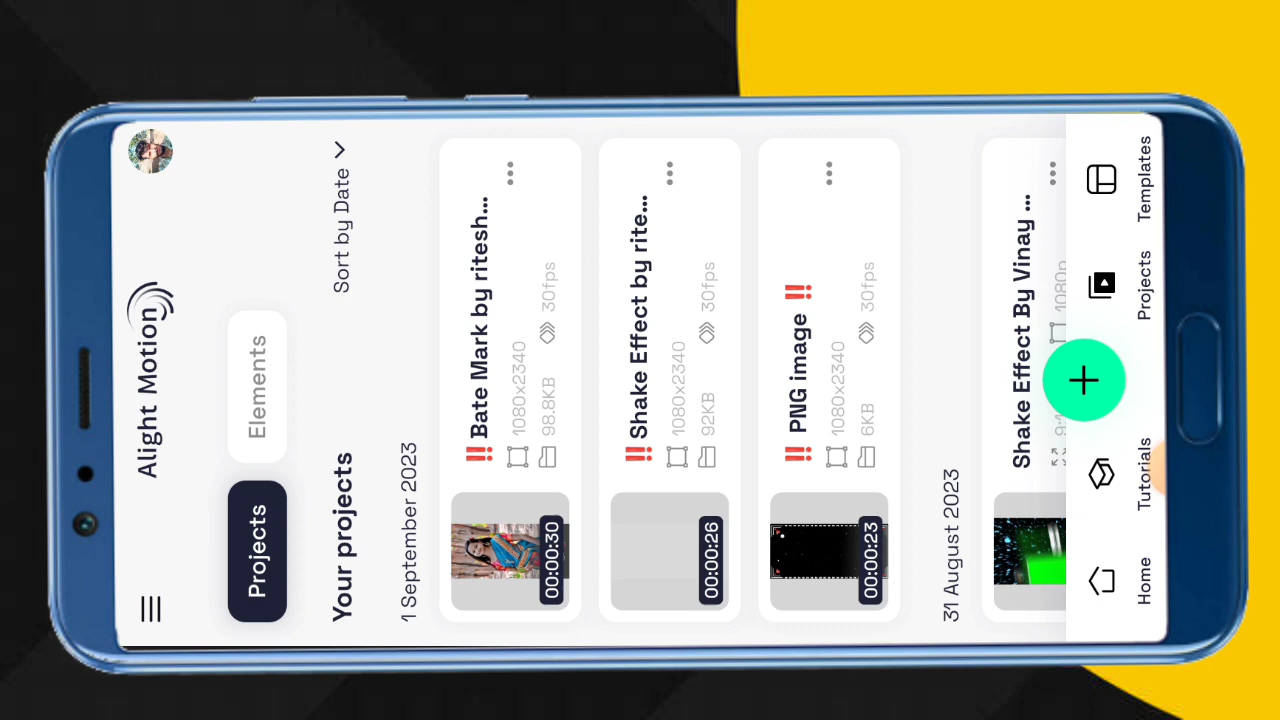 Alight Motion
Projects
Elements
Your projects
Sort by Date
1 September 2023
‼️ Bate Mark by ritesh...
1080x2340
98.8KB 30fps
00:00:30
‼️ Shake Effect by rite...
1080x2340
92KB 30fps
00:00:26
‼️ PNG image ‼️
1080x2340
6KB 30fps
00:00:23
31 August 2023
Shake Effect By Vinay ...
1080p
Home
Tutorials
Projects
Templates